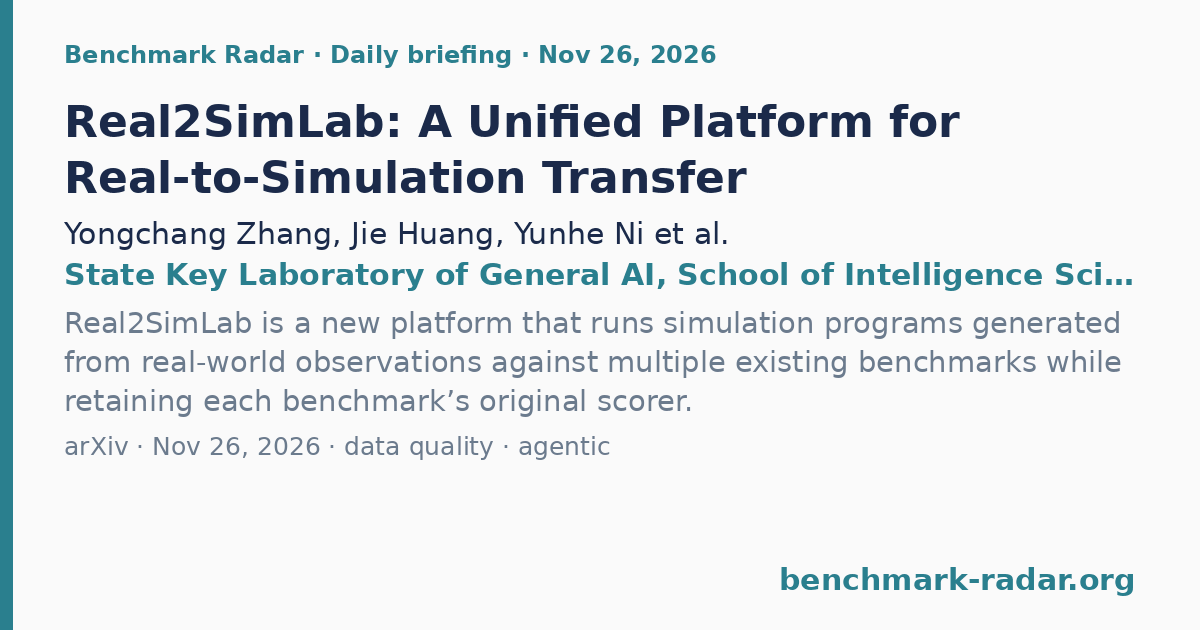 Benchmark Radar · Daily briefing · Nov 26, 2026
Real2SimLab: A Unified Platform for
Real-to-Simulation Transfer
Yongchang Zhang, Jie Huang, Yunhe Ni et al.
State Key Laboratory of General AI, School of Intelligence Sci…
Real2SimLab is a new platform that runs simulation programs generated
from real-world observations against multiple existing benchmarks while
retaining each benchmark’s original scorer.
arXiv · Nov 26, 2026 · data quality · agentic
benchmark-radar.org